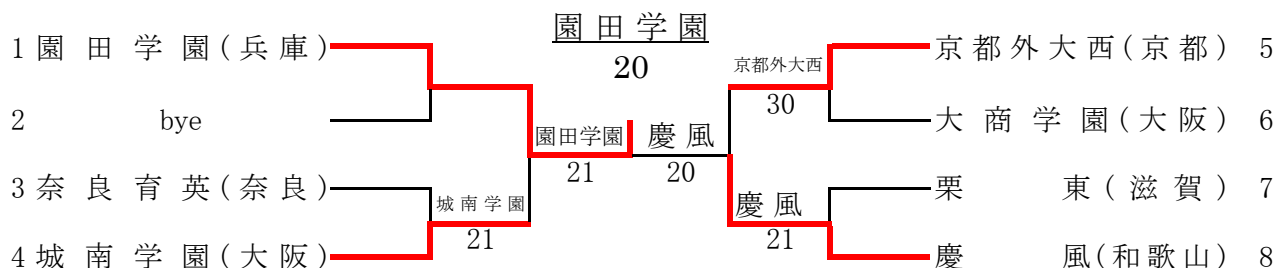 園田学園
20
1 園田学園(兵庫)
2 bye
3 奈良育英(奈良)
4 城南学園(大阪)
城南学園
21
園田学園
21
慶風
20
京都外大西
30
慶風
21
京都外大西(京都) 5
大商学園(大阪) 6
栗東(滋賀) 7
慶風(和歌山) 8